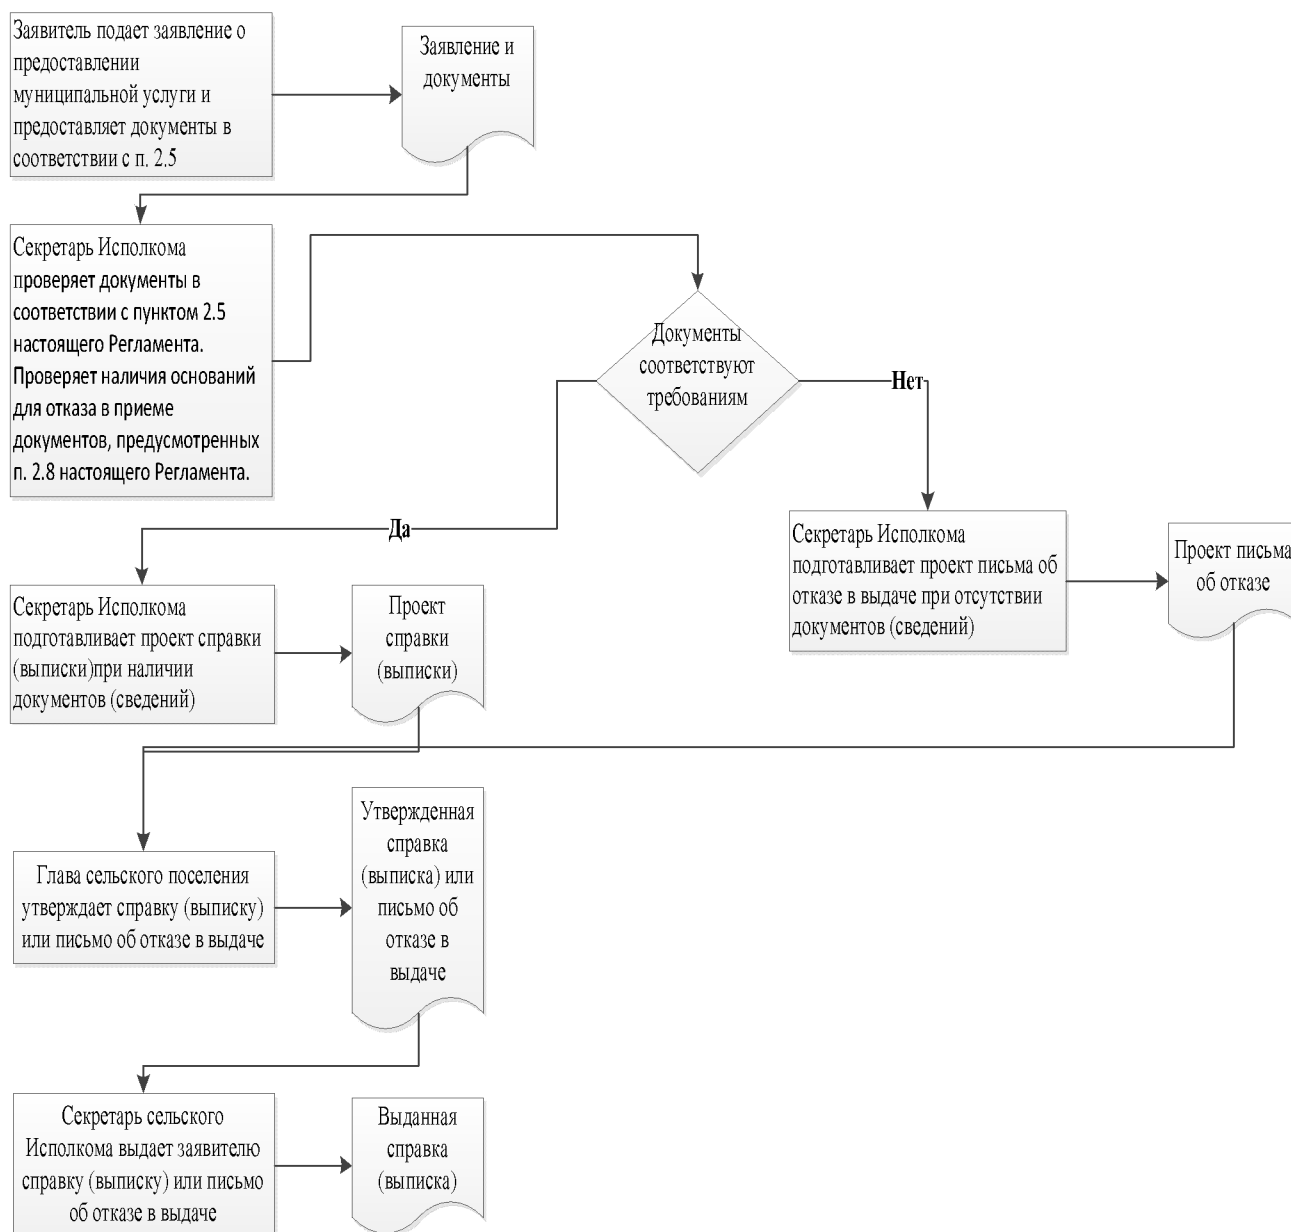 Заявитель подает заявление о
предоставлении
муниципальной услуги и
предоставляет документы в
соответствии с п. 2.5
Заявление и
документы
Секретарь Исполкома
проверяет документы в
соответствии с пунктом 2.5
настоящего Регламента.
Проверяет наличия оснований
для отказа в приеме
документов, предусмотренных
п. 2.8 настоящего Регламента.
Документы
соответствуют
требованиям
Нет
Да
Секретарь Исполкома
подготавливает проект письма об
отказе в выдаче при отсутствии
документов (сведений)
Проект письма
об отказе
Секретарь Исполкома
подготавливает проект справки
(выписки)при наличии
документов (сведений)
Проект
справки
(выписки)
Глава сельского поселения
утверждает справку (выписку)
или письмо об отказе в выдаче
Утвержденная
справка
(выписка) или
письмо об
отказе в
выдаче
Секретарь сельского
Исполкома выдает заявителю
справку (выписку) или письмо
об отказе в выдаче
Выданная
справка
(выписка)